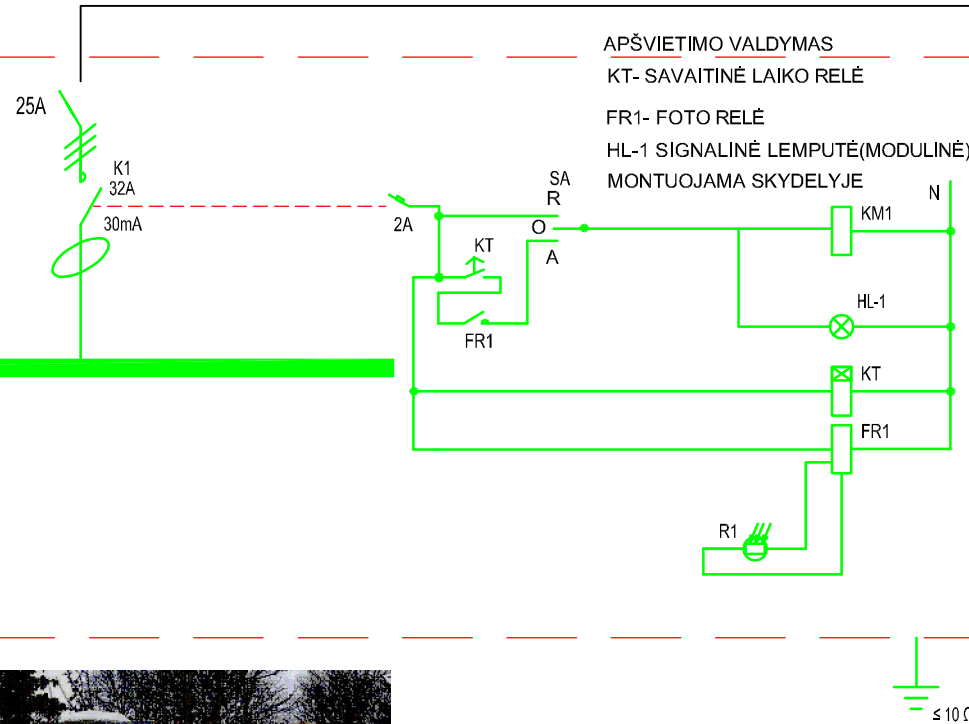 APŠVIETIMO VALDYMAS
KT- SAVAITINĖ LAIKO RELĖ
FR1- FOTO RELĖ
HL-1 SIGNALINĖ LEMPUTĖ(MODULINĖ)
MONTUOJAMA SKYDELYJE
25A
K1
32A
30mA
2A
SA
R
O
A
KT
FR1
N
KM1
HL-1
KT
FR1
R1
≤ 10 Ω